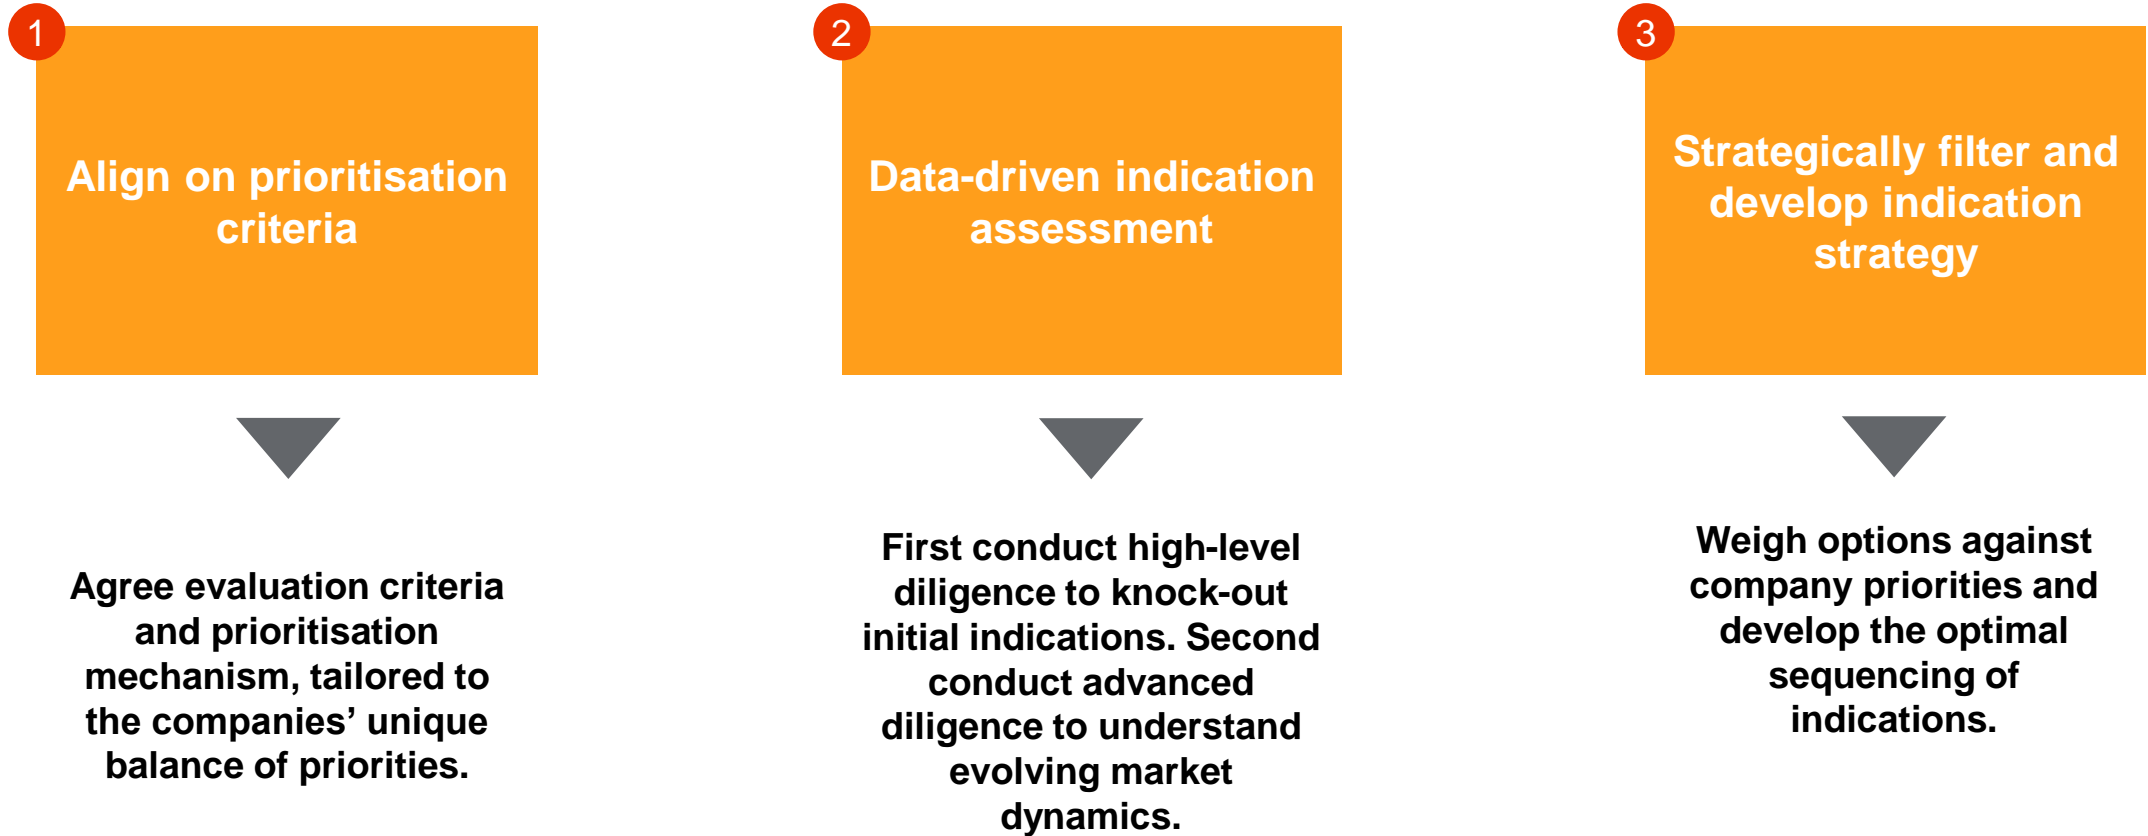 1
Align on prioritisation
criteria
Agree evaluation criteria
and prioritisation
mechanism, tailored to
the companies’ unique
balance of priorities.
2
Data-driven indication
assessment
First conduct high-level
diligence to knock-out
initial indications. Second
conduct advanced
diligence to understand
evolving market
dynamics.
3
Strategically filter and
develop indication
strategy
Weigh options against
company priorities and
develop the optimal
sequencing of
indications.